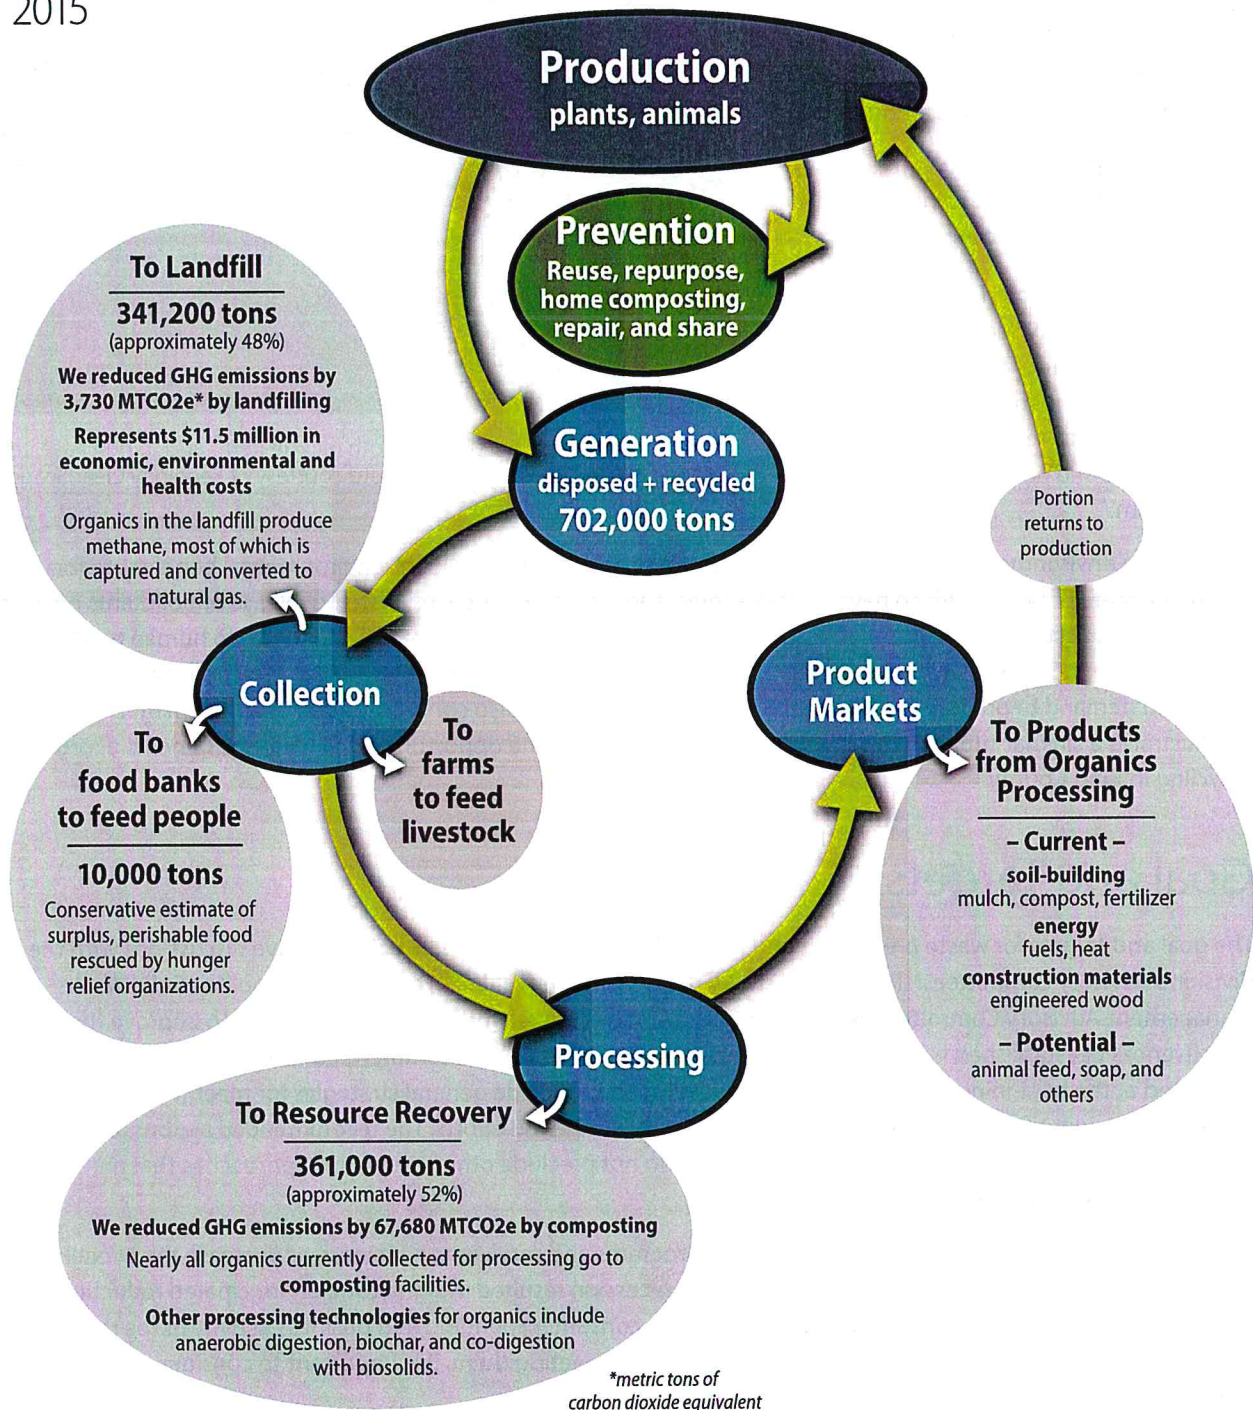 2015
Production
plants, animals
Prevention
Reuse, repurpose,
home composting,
repair, and share
To Landfill
341,200 tons
(approximately 48%)
We reduced GHG emissions by
3,730 MTCO2e* by landfilling
Represents $11.5 million in
economic, environmental and
health costs
Organics in the landfill produce
methane, most of which is
captured and converted to
natural gas.
Generation
disposed + recycled
702,000 tons
Portion
returns to
production
Collection
Product
Markets
To
food banks
to feed people
10,000 tons
Conservative estimate of
surplus, perishable food
rescued by hunger
relief organizations.
To
farms
to feed
livestock
To Products
from Organics
Processing
– Current –
soil-building
mulch, compost, fertilizer
energy
fuels, heat
construction materials
engineered wood
– Potential –
animal feed, soap, and
others
Processing
To Resource Recovery
361,000 tons
(approximately 52%)
We reduced GHG emissions by 67,680 MTCO2e by composting
Nearly all organics currently collected for processing go to
composting facilities.
Other processing technologies for organics include
anaerobic digestion, biochar, and co-digestion
with biosolids.
*metric tons of
carbon dioxide equivalent